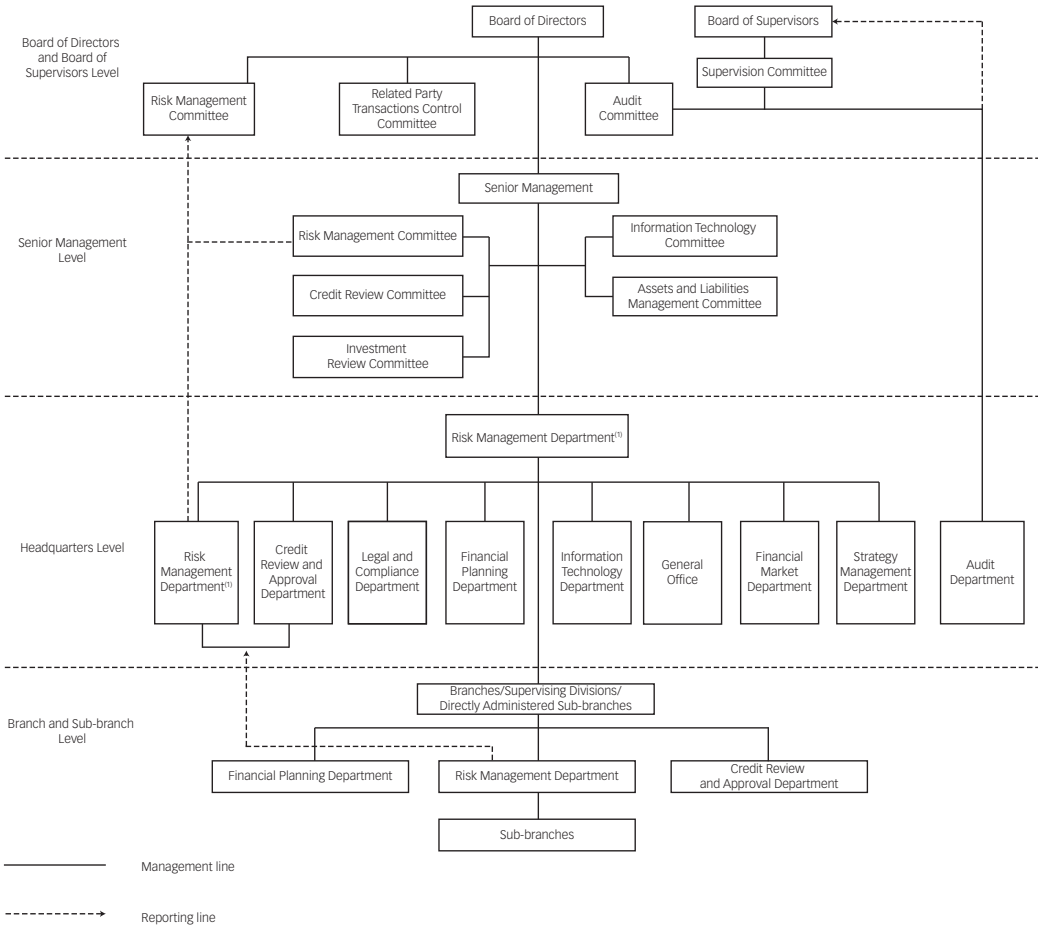 Board of Directors
Board of Supervisors
Board of Directors
and Board of
Supervisors Level
Supervision Committee
Risk Management
Committee
Related Party
Transactions Control
Committee
Audit
Committee
Senior Management
Senior Management
Level
Risk Management Committee
Information Technology
Committee
Credit Review Committee
Assets and Liabilities
Management Committee
Investment
Review Committee
Risk Management Department(1)
Headquarters Level
Risk
Management
Department(1)
Credit
Review and
Approval
Department
Legal and
Compliance
Department
Financial
Planning
Department
Information
Technology
Department
General
Office
Financial
Market
Department
Strategy
Management
Department
Audit
Department
Branch and Sub-branch
Level
Branches/Supervising Divisions/
Directly Administered Sub-branches
Financial Planning Department
Risk Management Department
Credit Review
and Approval Department
Sub-branches
Management line
Reporting line